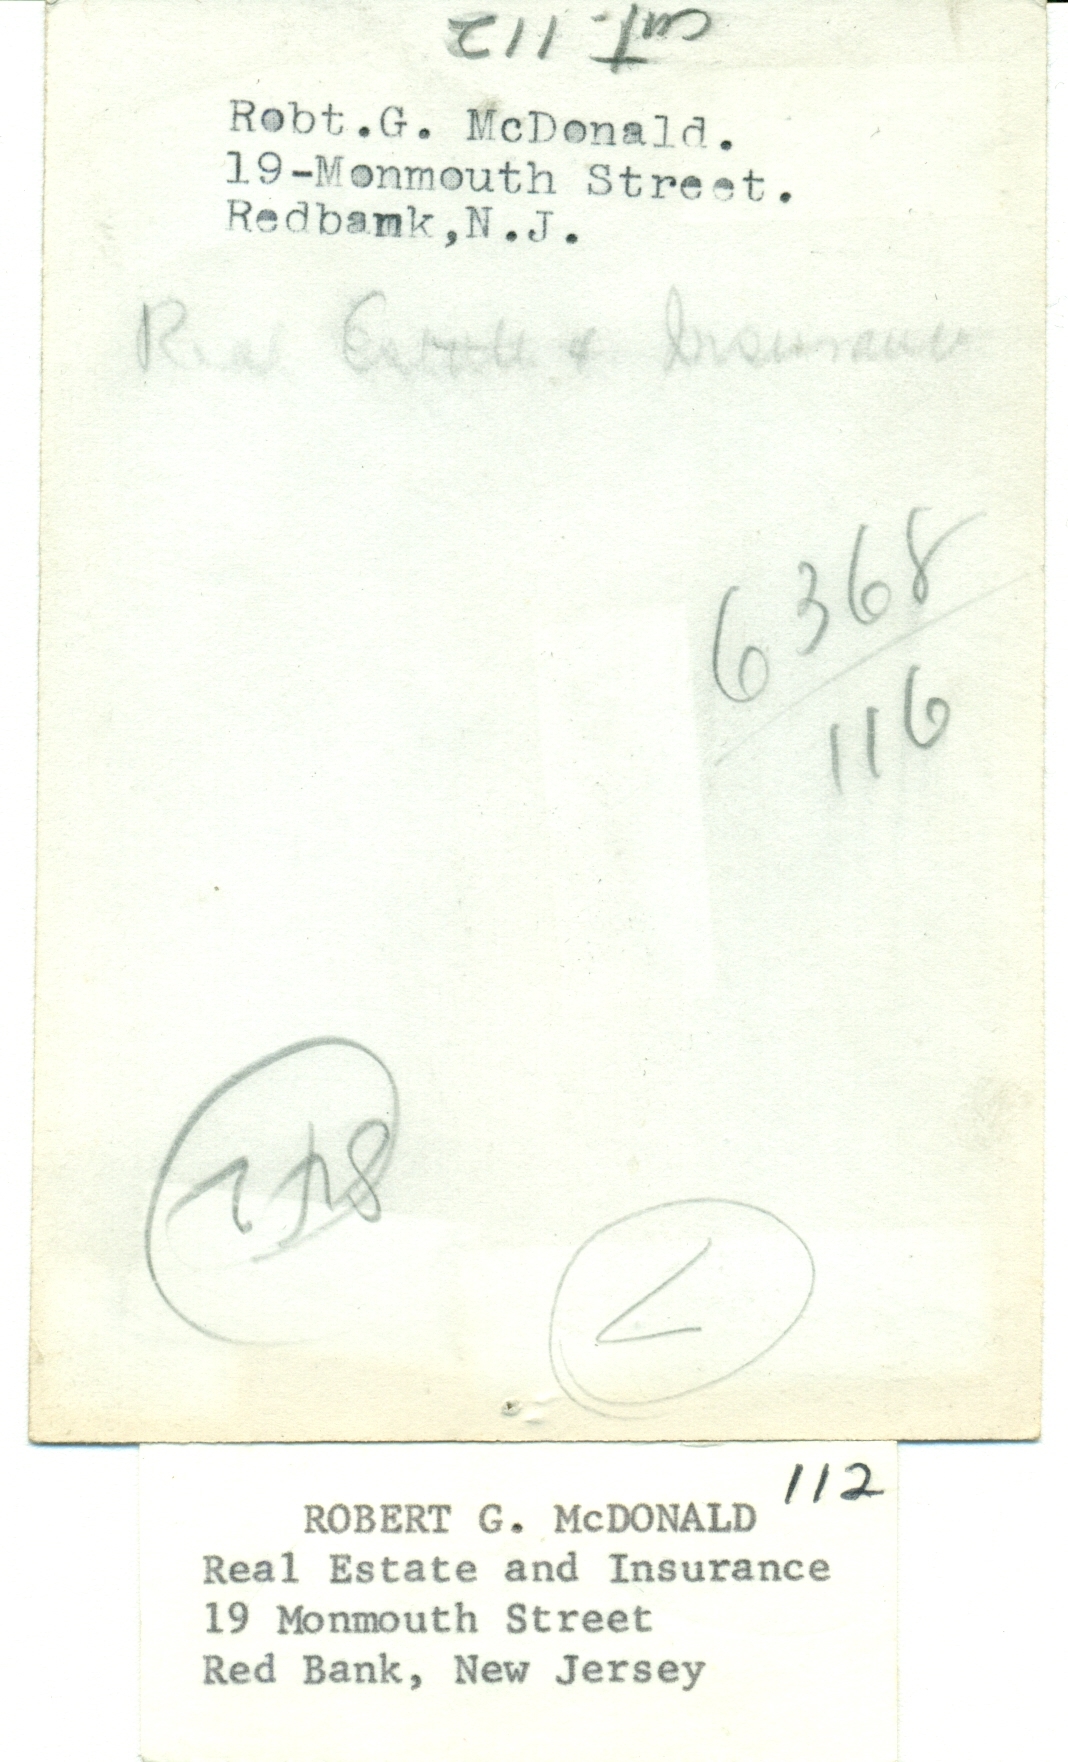 cut-112
Robt.G. McDonald.
19-Monmouth Street.
Redbamk,N.J.
Real Estate & Insurance
6368
116
7
112
ROBERT G. McDONALD
Real Estate and Insurance
19 Monmouth Street
Red Bank, New Jersey